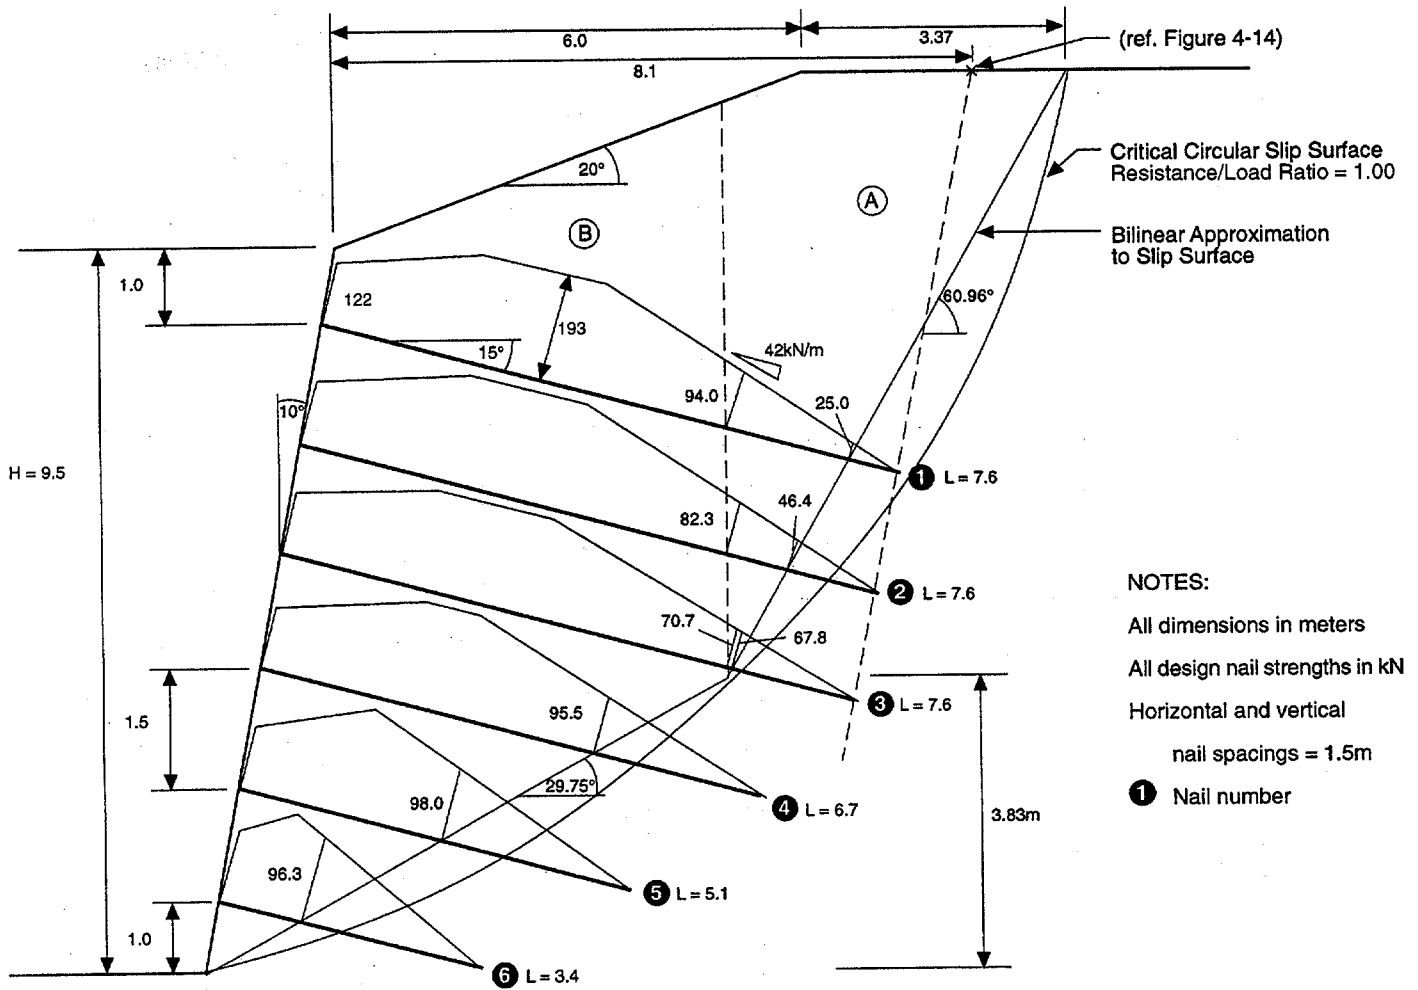 6.0
3.37
(ref. Figure 4-14)
8.1
Critical Circular Slip Surface
Resistance/Load Ratio = 1.00
20°
A
B
Bilinear Approximation
to Slip Surface
1.0
122
60.96°
193
15°
42kN/m
94.0
25.0
10°
H = 9.5
1 L = 7.6
82.3
46.4
NOTES:
2 L = 7.6
All dimensions in meters
70.7
67.8
All design nail strengths in kN
3 L = 7.6
Horizontal and vertical
nail spacings = 1.5m
1.5
95.5
29.75°
1 Nail number
98.0
4 L = 6.7
3.83m
96.3
5 L = 5.1
1.0
6 L = 3.4